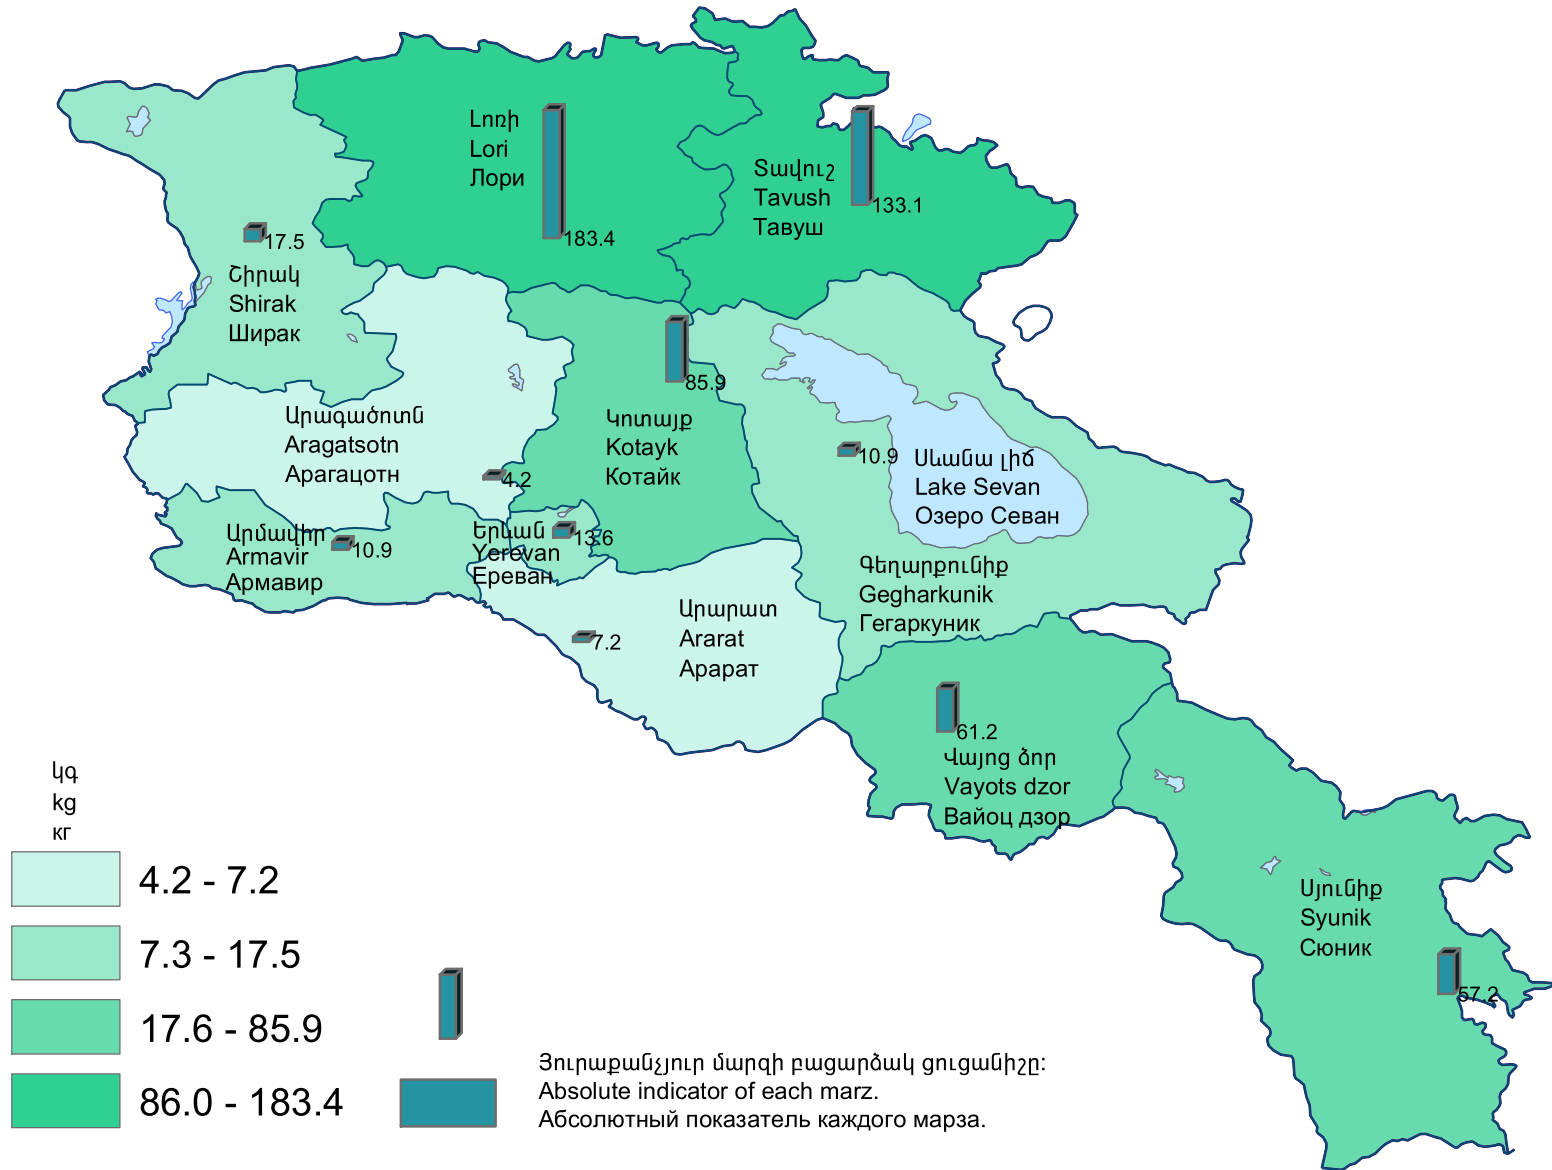 Լոռի
Lori
Лори
183.4
Տավուշ
Tavush
Тавуш
133.1
17.5
Շիրակ
Shirak
Ширак
85.9
Կոտայք
Kotayk
Котайк
Արագածոտն
Aragatsotn
Арагацотн
4.2
10.9
Սևանա լիճ
Lake Sevan
Озеро Севан
Արմավիր
Armavir
Армавир
10.9
Երևան
Yerevan
Ереван
13.6
Գեղարքունիք
Gegharkunik
Гегаркуник
Արարատ
Ararat
Арарат
7.2
61.2
Վայոց ձոր
Vayots dzor
Вайоц дзор
Սյունիք
Syunik
Сюник
57.2
կգ
kg
кг
4.2 - 7.2
7.3 - 17.5
17.6 - 85.9
86.0 - 183.4
Յուրաքանչյուր մարզի բացարձակ ցուցանիշը:
Absolute indicator of each marz.
Абсолютный показатель каждого марза.